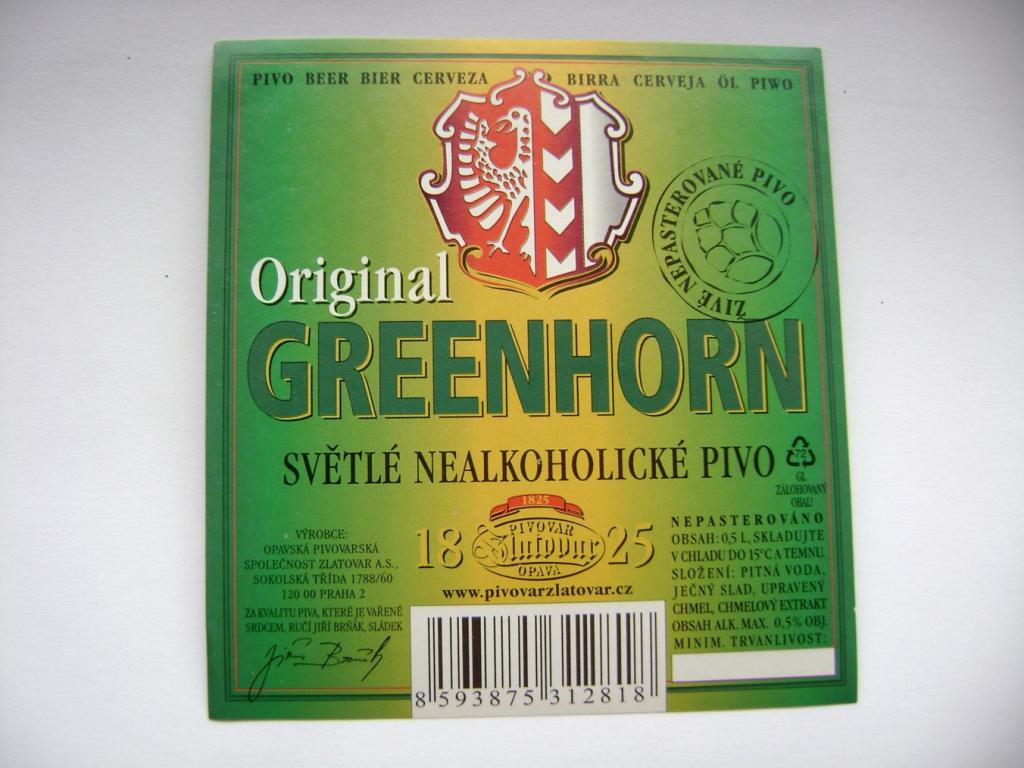 PIVO BEER BIER CERVEZA BIRRA CERVEJA ÖL PIWO
ŽIVÉ NEPASTEROVANÉ PIVO
Original
GREENHORN
SVĚTLÉ NEALKOHOLICKÉ PIVO
72
GL
ZÁLOHOVANÝ
OBAL!
1825
18 PIVOVAR 25
Zlatovar
OPAVA
www.pivovarzlatovar.cz
VÝROBCE:
OPAVSKÁ PIVOVARSKÁ
SPOLEČNOST ZLATOVAR A.S.,
SOKOLSKÁ TŘÍDA 1788/60
120 00 PRAHA 2
ZA KVALITU PIVA, KTERÉ JE VAŘENÉ
SRDCEM, RUČÍ JIŘÍ BRŇÁK, SLÁDEK
NEPASTEROVÁNO
OBSAH: 0,5 L, SKLADUJTE
V CHLADU DO 15°C A TEMNU.
SLOŽENÍ: PITNÁ VODA,
JEČNÝ SLAD, UPRAVENÝ
CHMEL, CHMELOVÝ EXTRAKT
OBSAH ALK. MAX. 0,5% OBJ.
MINIM. TRVANLIVOST:
8 593875 312818